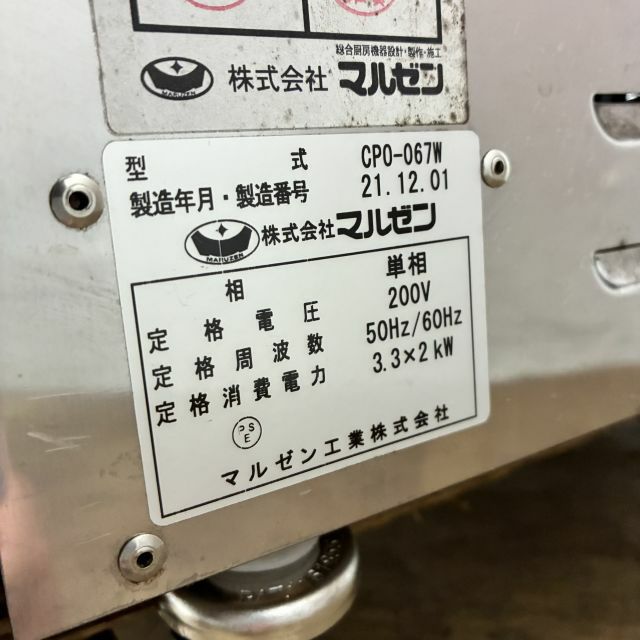 総合厨房機器設計・製作・施工
MARUZEN 株式会社 マルゼン
型 式 CPO-067W
製造年月・製造番号 21.12.01
MARUZEN 株式会社 マルゼン
相 単相
定格電圧 200V
定格周波数 50Hz/60Hz
定格消費電力 3.3×2kW
PSE
マルゼン工業株式会社